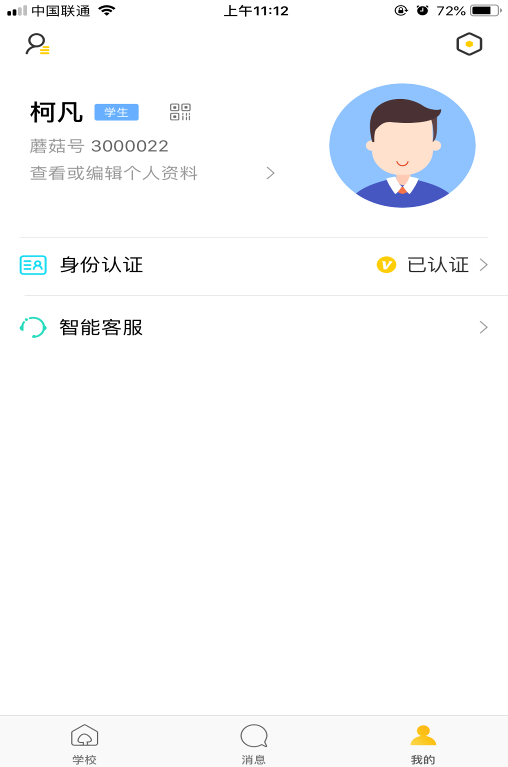 中国联通 上午11:12 72%
柯凡 学生
蘑菇号 3000022
查看或编辑个人资料
身份认证 已认证
智能客服
学校 消息 我的